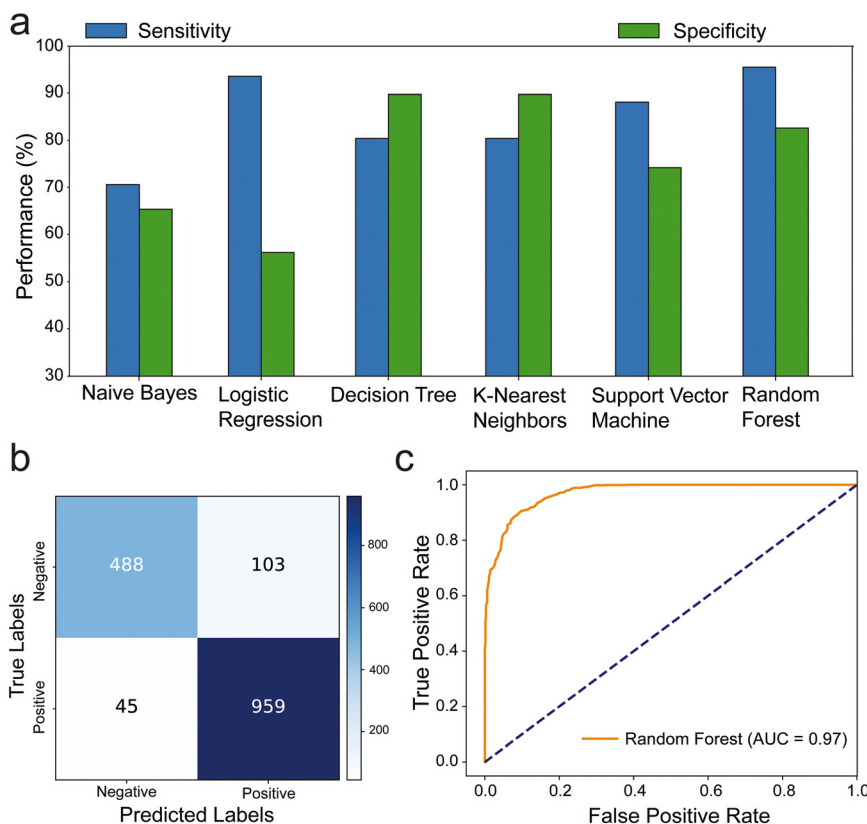 a
Sensitivity
Specificity
100
90
80
70
60
50
40
30
Performance (%)
Naive Bayes
Logistic
Regression
Decision Tree
K-Nearest
Neighbors
Support Vector
Machine
Random
Forest
b
True Labels
Negative
Positive
488
103
45
959
Negative
Positive
Predicted Labels
800
600
400
200
c
True Positive Rate
1.0
0.8
0.6
0.4
0.2
0.0
Random Forest (AUC = 0.97)
0.0
0.2
0.4
0.6
0.8
1.0
False Positive Rate